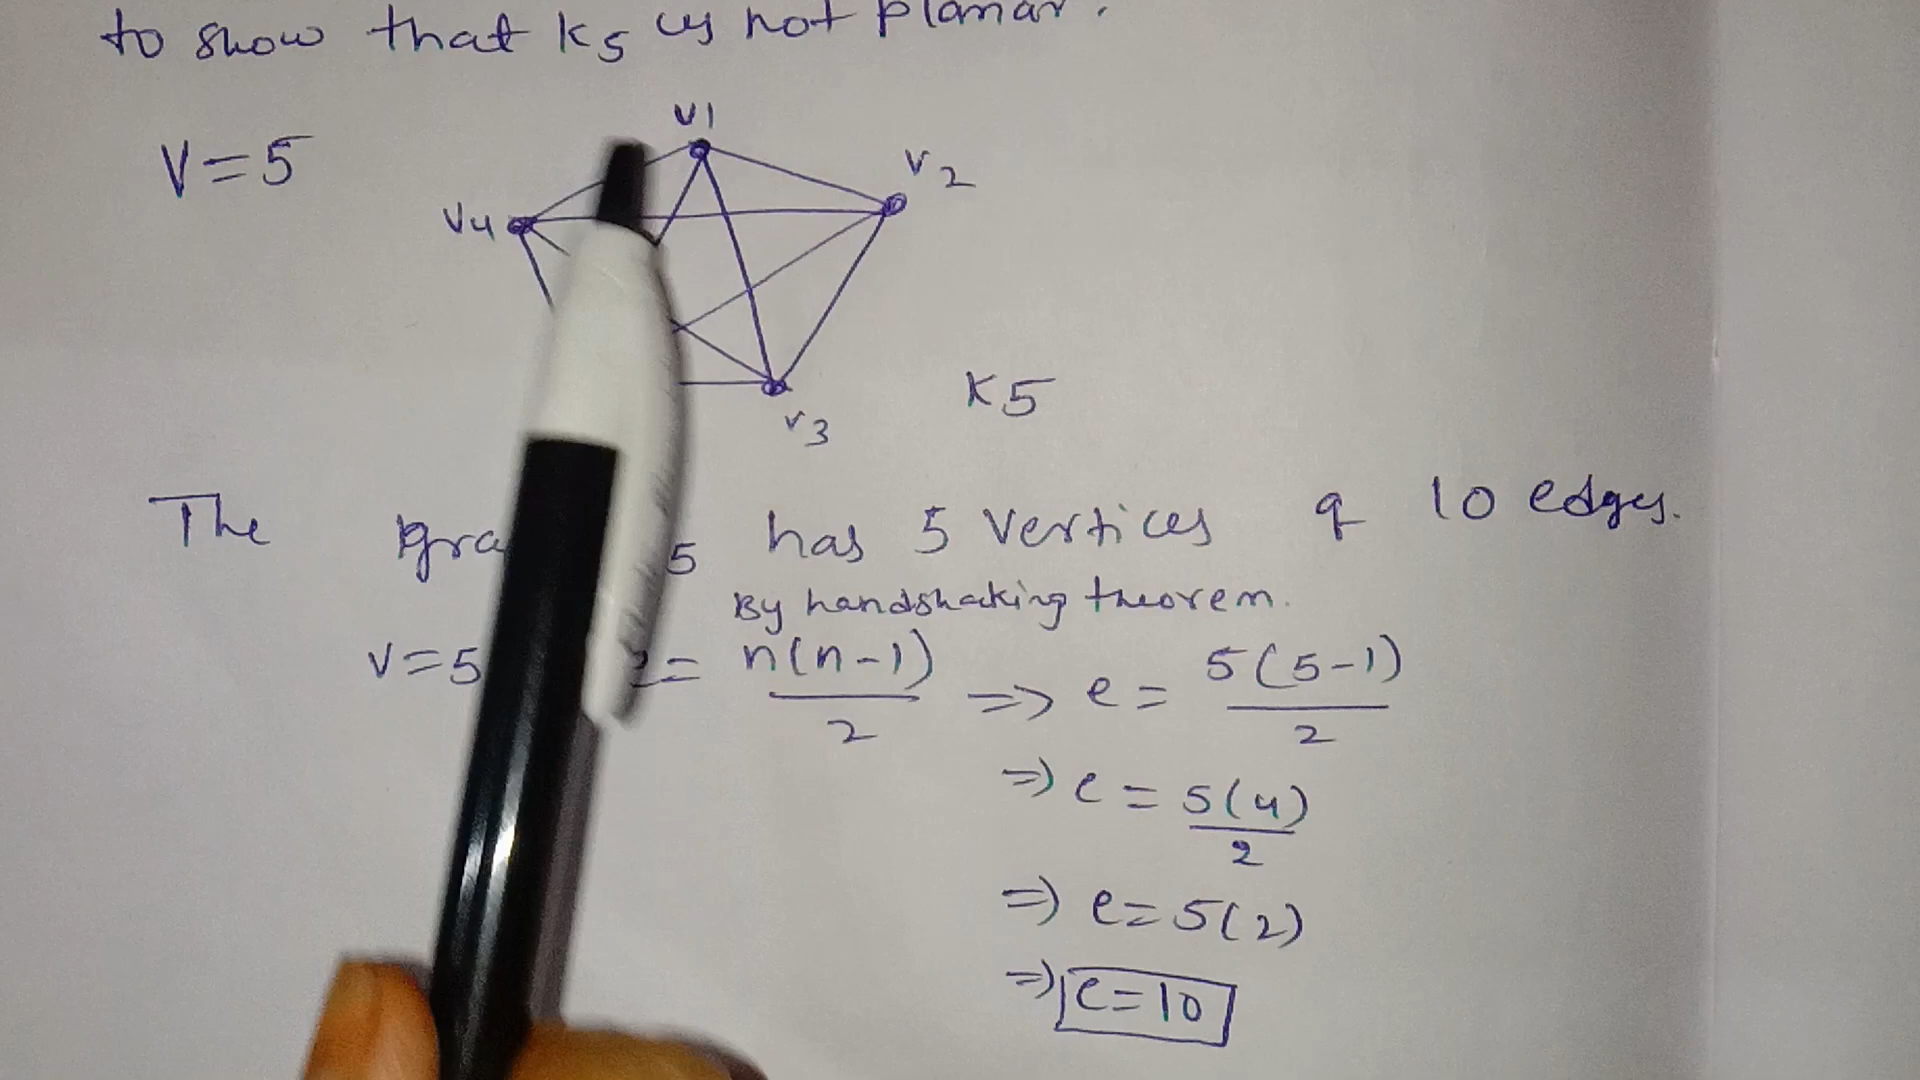 to show that K5 is not planar.
V1
V=5
V2
V4
K5
V3
The gra 5 has 5 vertices & 10 edges.
By handshaking theorem.
V=5 = n(n-1)/2 => e = 5(5-1)/2
=> e = 5(4)/2
=> e = 5(2)
=> e=10